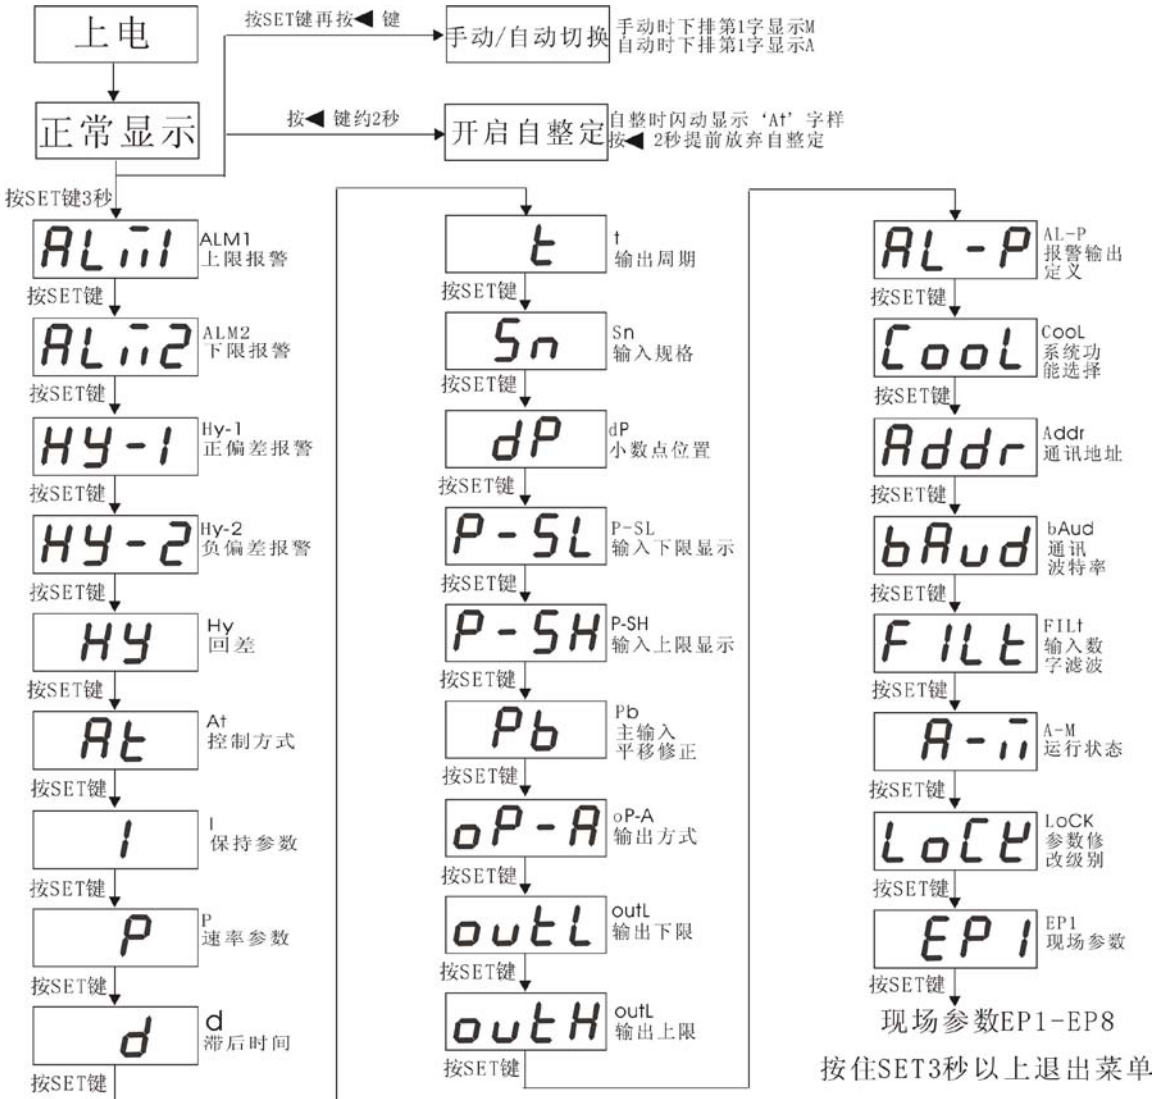 上电
按SET键再按◀ 键
手动/自动切换
手动时下排第1字显示M
自动时下排第1字显示A
正常显示
按◀ 键约2秒
开启自整定
自整时闪动显示‘At’字样
按◀ 2秒提前放弃自整定
按SET键3秒
ALM1
ALM1
上限报警
按SET键
ALM2
ALM2
下限报警
按SET键
HY-1
Hy-1
正偏差报警
按SET键
HY-2
Hy-2
负偏差报警
按SET键
HY
Hy
回差
按SET键
At
At
控制方式
按SET键
I
I
保持参数
按SET键
P
P
速率参数
按SET键
d
d
滞后时间
按SET键
t
t
输出周期
按SET键
Sn
Sn
输入规格
按SET键
dP
dP
小数点位置
按SET键
P-SL
P-SL
输入下限显示
按SET键
P-SH
P-SH
输入上限显示
按SET键
Pb
Pb
主输入
平移修正
按SET键
oP-A
oP-A
输出方式
按SET键
outL
outL
输出下限
按SET键
outH
outL
输出上限
按SET键
AL-P
AL-P
报警输出
定义
按SET键
CooL
CooL
系统功
能选择
按SET键
Addr
Addr
通讯地址
按SET键
bAud
bAud
通讯
波特率
按SET键
FILt
FILt
输入数
字滤波
按SET键
A-M
A-M
运行状态
按SET键
LoCK
LoCK
参数修
改级别
按SET键
EP1
EP1
现场参数
按SET键
现场参数EP1-EP8
按住SET3秒以上退出菜单